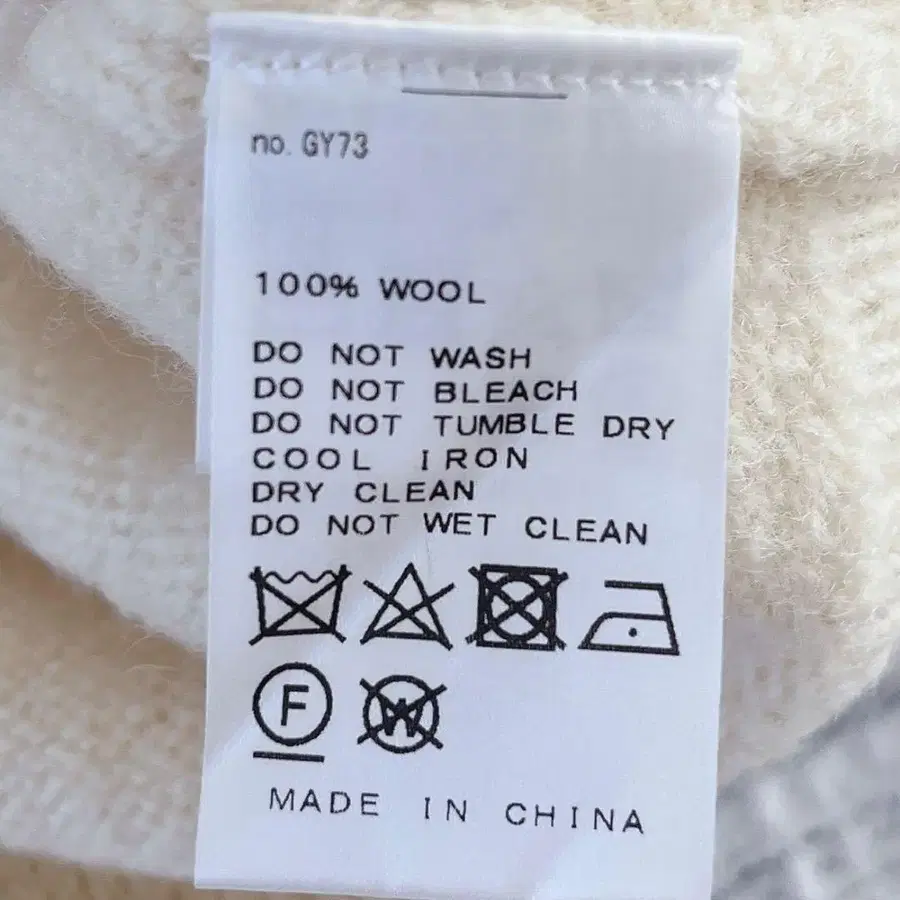 no. GY73
100% WOOL
DO NOT WASH
DO NOT BLEACH
DO NOT TUMBLE DRY
COOL IRON
DRY CLEAN
DO NOT WET CLEAN
F W
MADE IN CHINA